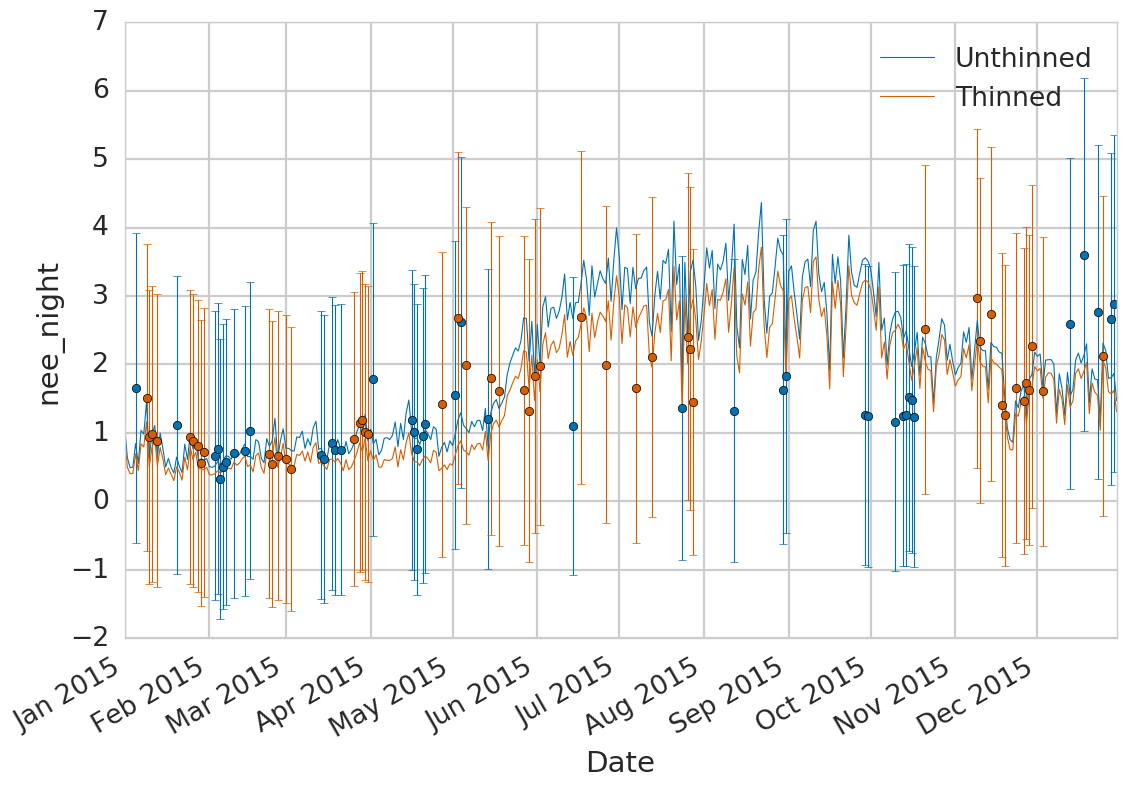 7
6
5
4
3
2
1
0
−1
−2
nee_night
Unthinned
Thinned
Jan 2015
Feb 2015
Mar 2015
Apr 2015
May 2015
Jun 2015
Jul 2015
Aug 2015
Sep 2015
Oct 2015
Nov 2015
Dec 2015
Date